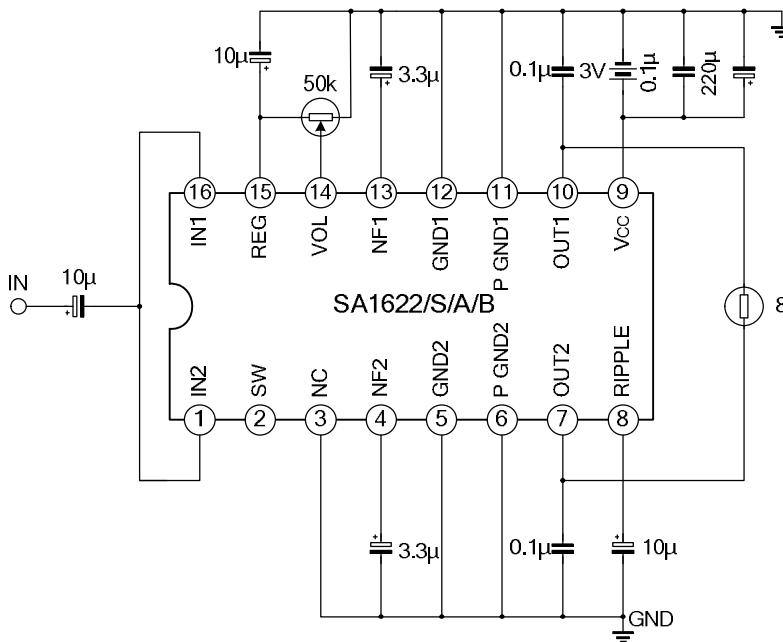 10μ
50k
3.3μ
0.1μ
3V
0.1μ
220μ
16
15
14
13
12
11
10
9
IN1
REG
VOL
NF1
GND1
P GND1
OUT1
VCC
IN
10μ
SA1622/S/A/B
8
IN2
SW
NC
NF2
GND2
P GND2
OUT2
RIPPLE
1
2
3
4
5
6
7
8
3.3μ
0.1μ
10μ
GND